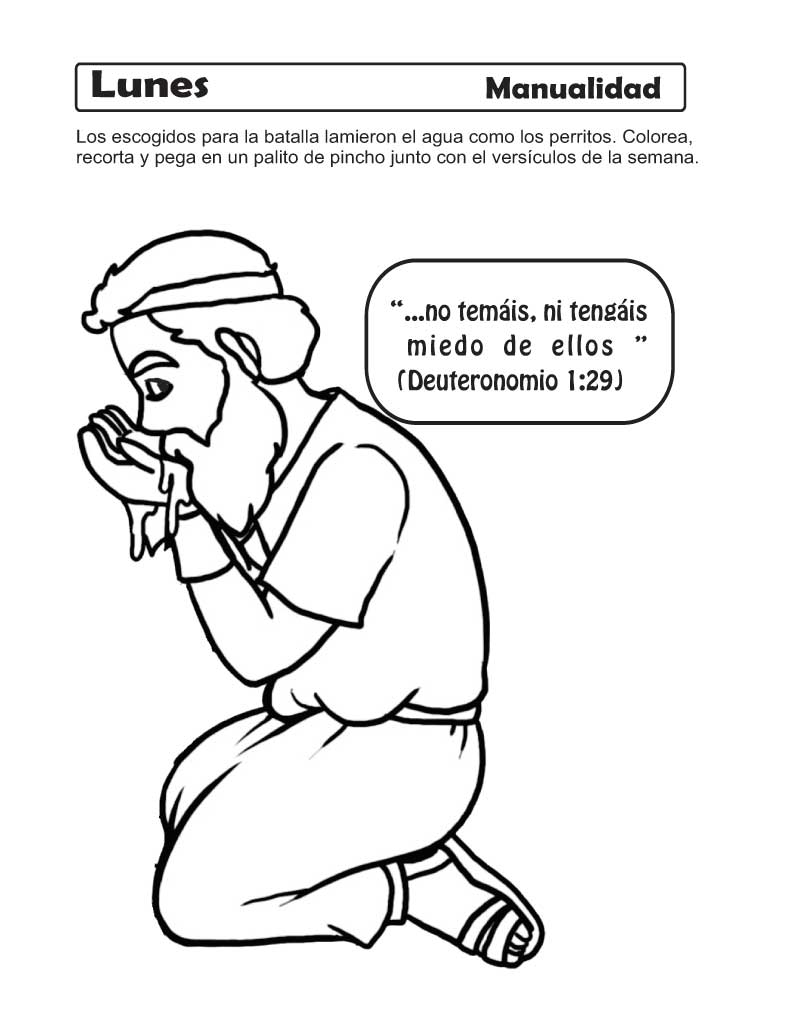 Lunes Manualidad
Los escogidos para la batalla lamieron el agua como los perritos. Colorea,
recorta y pega en un palito de pincho junto con el versículos de la semana.
“...no temáis, ni tengáis
miedo de ellos ”
(Deuteronomio 1:29)